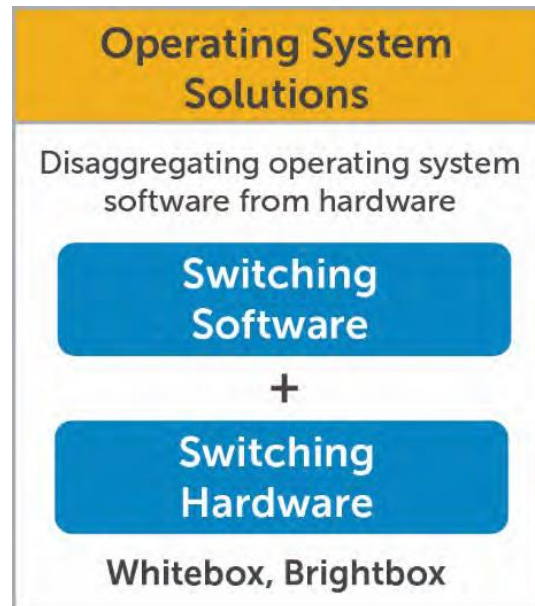 Operating System
Solutions
Disaggregating operating system
software from hardware
Switching
Software
+
Switching
Hardware
Whitebox, Brightbox